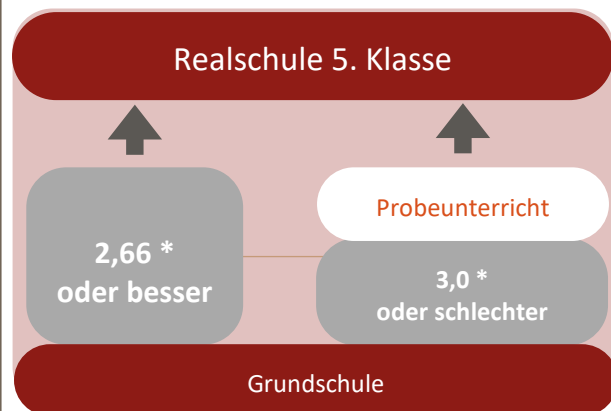 Realschule 5. Klasse
Probeunterricht
2,66 *
oder besser
3,0 *
oder schlechter
Grundschule